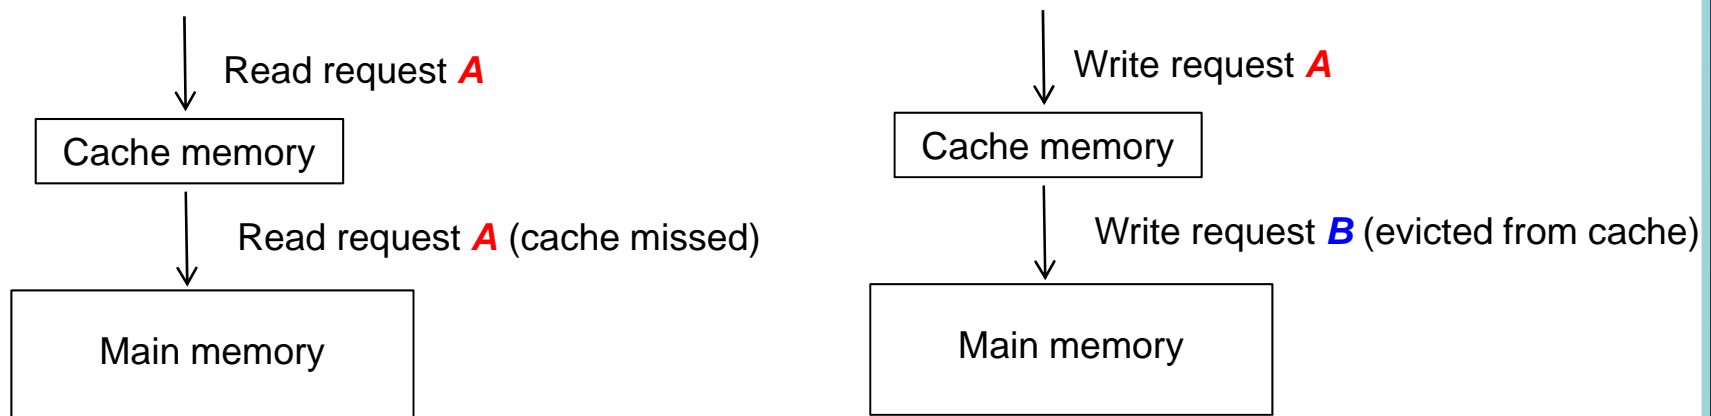 Read request A
Cache memory
Read request A (cache missed)
Main memory
Write request A
Cache memory
Write request B (evicted from cache)
Main memory